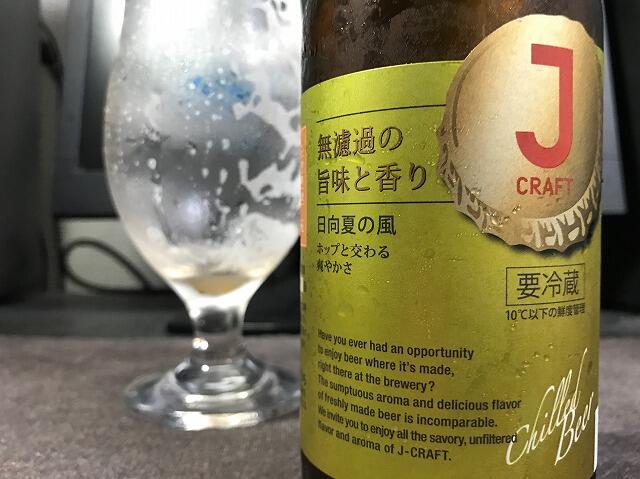 J
CRAFT
無濾過の
旨味と香り
日向夏の風
ホップと交わる
爽やかさ
要冷蔵
10℃以下の鮮度管理
Have you ever had an opportunity
to enjoy beer where it's made,
right there at the brewery?
The sumptuous aroma and delicious flavor
of freshly made beer is incomparable.
We invite you to enjoy all the savory, unfiltered
flavor and aroma of J-CRAFT.
Chilled
Beer